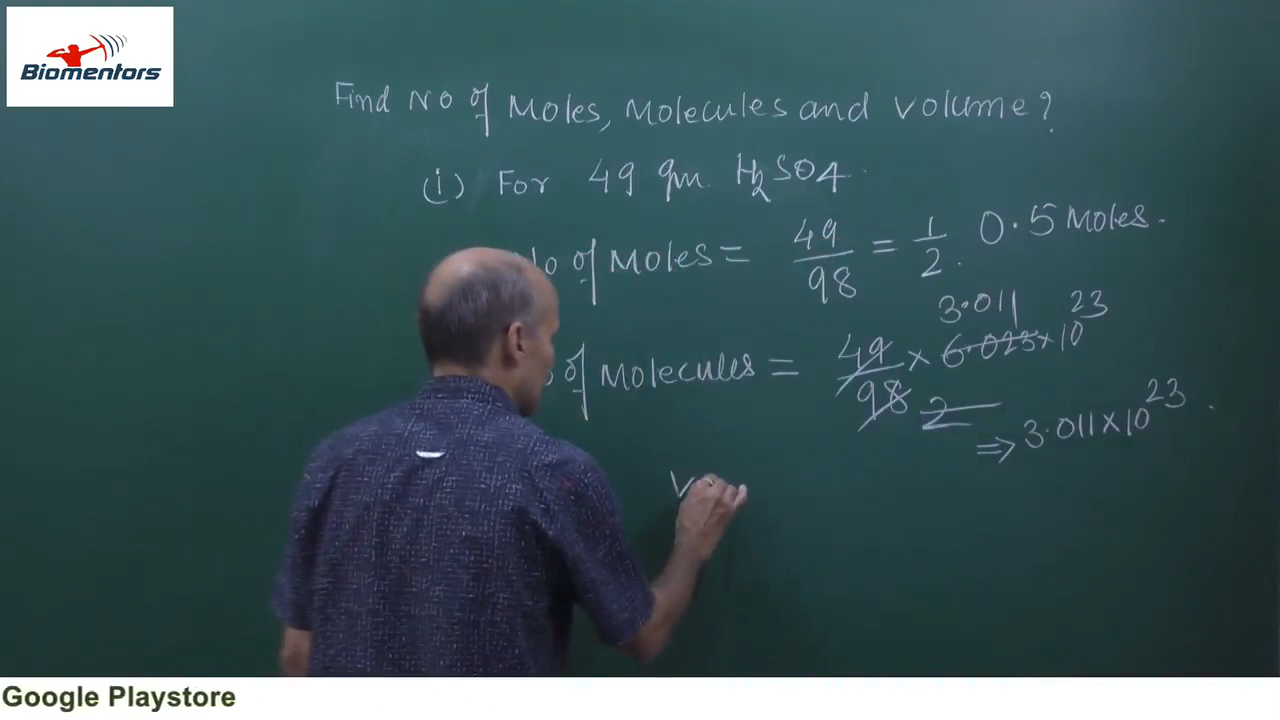 Biomentors
Find No of Moles, Molecules and volume?
(i) For 49 gm. H2SO4.
No of Moles = 49/98 = 1/2. 0.5 Moles.
3.011
of Molecules = 49/98 2 × 6.023×10^23
⇒ 3.011×10^23.
V
Google Playstore